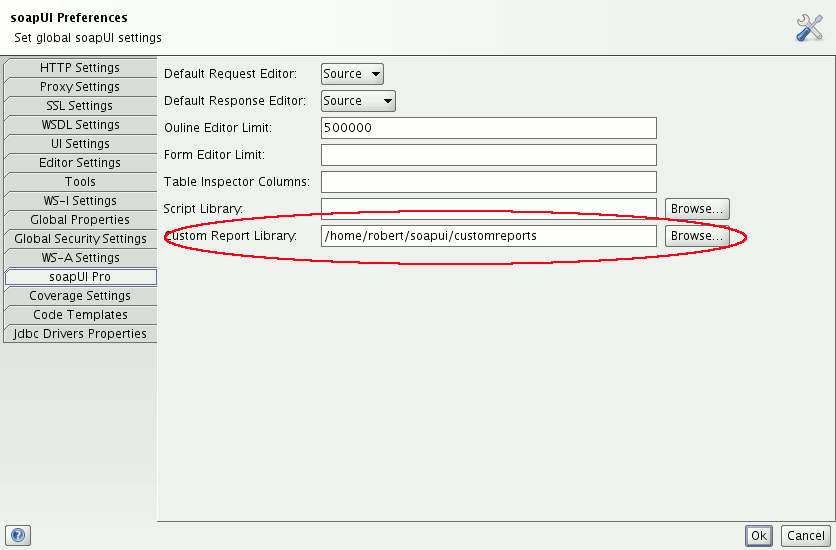 soapUI Preferences
Set global soapUI settings
HTTP Settings
Proxy Settings
SSL Settings
WSDL Settings
UI Settings
Editor Settings
Tools
WS-I Settings
Global Properties
Global Security Settings
WS-A Settings
soapUI Pro
Coverage Settings
Code Templates
Jdbc Drivers Properties
Default Request Editor: Source
Default Response Editor: Source
Ouline Editor Limit: 500000
Form Editor Limit:
Table Inspector Columns:
Script Library: Browse...
Custom Report Library: /home/robert/soapui/customreports Browse...
Ok Cancel